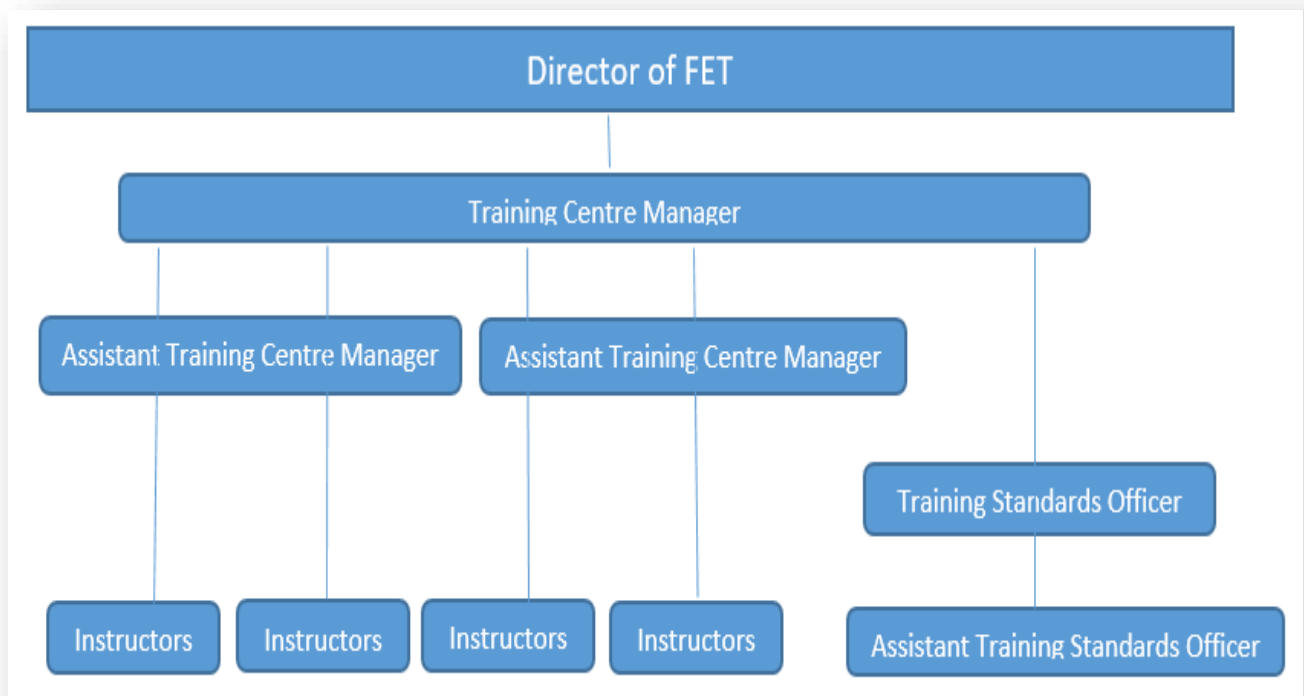 Director of FET
Training Centre Manager
Assistant Training Centre Manager
Assistant Training Centre Manager
Training Standards Officer
Instructors
Instructors
Instructors
Instructors
Assistant Training Standards Officer